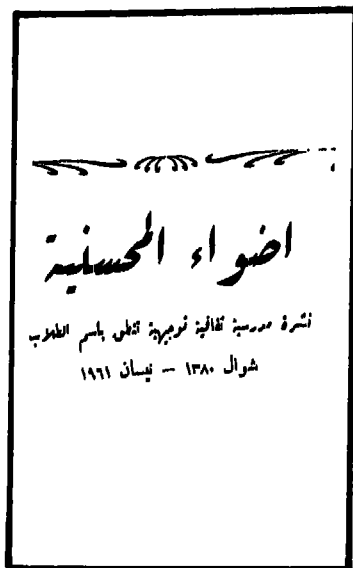 اضواء المحسنية
نشرة مدرسية ثقافية توجيهية تنطق باسم الطلاب
شوال ١٣٨٠ – نيسان ١٩٦١